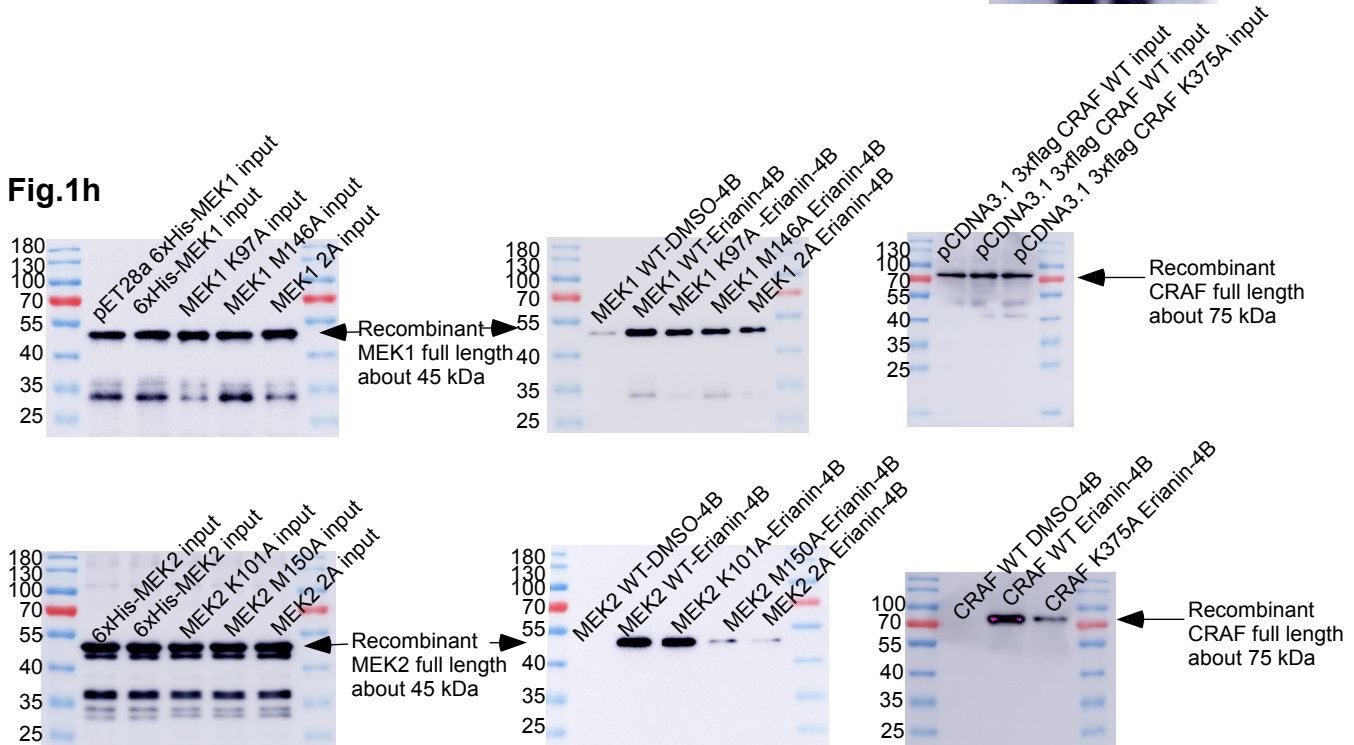 Fig.1h
pET28a 6xHis-MEK1 input
6xHis-MEK1 input
MEK1 K97A input
MEK1 M146A input
MEK1 2A input
180
130
100
70
55
40
35
25
Recombinant
MEK1 full length
about 45 kDa
MEK1 WT-DMSO-4B
MEK1 WT-Erianin-4B
MEK1 K97A -Erianin-4B
MEK1 M146A Erianin-4B
MEK1 2A Erianin-4B
180
130
100
70
55
40
35
25
pCDNA3.1 3xflag CRAF WT input
pCDNA3.1 3xflag CRAF WT input
pCDNA3.1 3xflag CRAF K375A input
130
100
70
55
40
35
25
Recombinant
CRAF full length
about 75 kDa
6xHis-MEK2 input
6xHis-MEK2 input
MEK2 K101A input
MEK2 M150A input
MEK2 2A input
180
130
100
70
55
40
35
25
Recombinant
MEK2 full length
about 45 kDa
MEK2 WT-DMSO-4B
MEK2 WT-Erianin-4B
MEK2 K101A-Erianin-4B
MEK2 M150A-Erianin-4B
MEK2 2A Erianin-4B
180
130
100
70
55
40
35
25
CRAF WT DMSO-4B
CRAF WT Erianin-4B
CRAF K375A Erianin-4B
100
70
55
40
35
25
Recombinant
CRAF full length
about 75 kDa